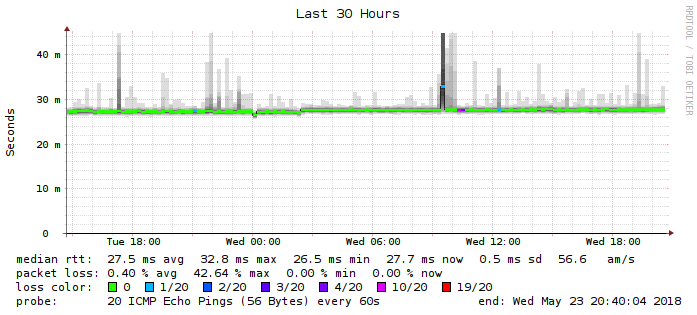 Last 30 Hours
RRDTOOL / TOBI OETIKER
Seconds
40 m
30 m
20 m
10 m
0
Tue 18:00 Wed 00:00 Wed 06:00 Wed 12:00 Wed 18:00
median rtt: 27.5 ms avg 32.8 ms max 26.5 ms min 27.7 ms now 0.5 ms sd 56.6 am/s
packet loss: 0.40 % avg 42.64 % max 0.00 % min 0.00 % now
loss color: 0 1/20 2/20 3/20 4/20 10/20 19/20
probe: 20 ICMP Echo Pings (56 Bytes) every 60s end: Wed May 23 20:40:04 2018